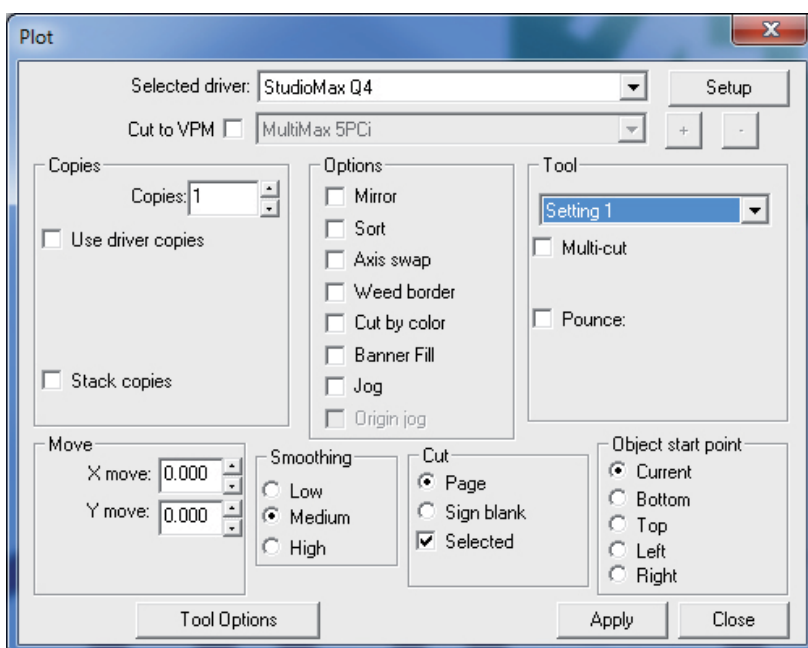 Plot
Selected driver: StudioMax Q4 Setup
Cut to VPM MultiMax 5PCi + -
Copies
Copies: 1
Use driver copies
Stack copies
Options
Mirror
Sort
Axis swap
Weed border
Cut by color
Banner Fill
Jog
Origin jog
Tool
Setting 1
Multi-cut
Pounce:
Move
X move: 0.000
Y move: 0.000
Smoothing
Low
Medium
High
Cut
Page
Sign blank
Selected
Object start point
Current
Bottom
Top
Left
Right
Tool Options Apply Close